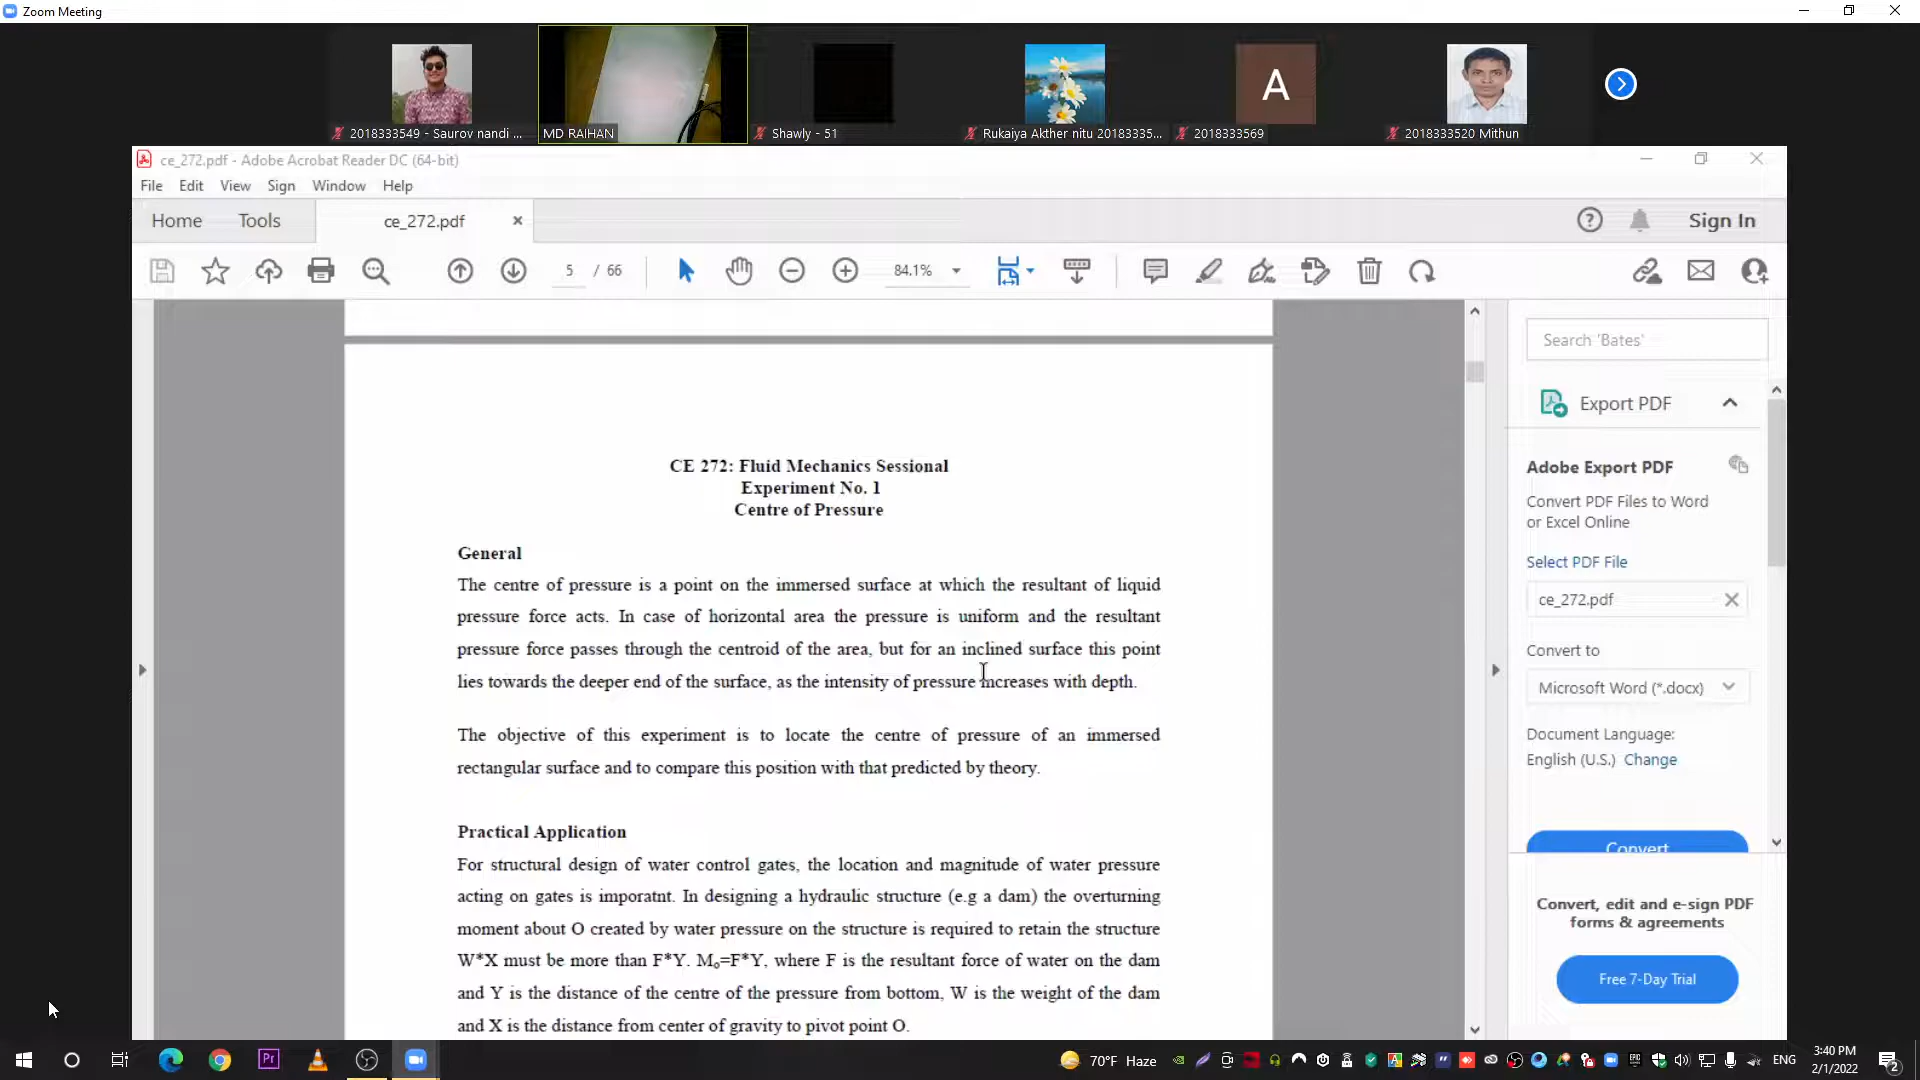 Zoom Meeting
2018333549 - Saurov nandi ...
MD RAIHAN
Shawly - 51
Rukaiya Akther nitu 20183335...
A
2018333569
2018333520 Mithun
ce_272.pdf - Adobe Acrobat Reader DC (64-bit)
File Edit View Sign Window Help
Home Tools ce_272.pdf Sign In
5 / 66 84.1%
CE 272: Fluid Mechanics Sessional
Experiment No. 1
Centre of Pressure
General
The centre of pressure is a point on the immersed surface at which the resultant of liquid
pressure force acts. In case of horizontal area the pressure is uniform and the resultant
pressure force passes through the centroid of the area, but for an inclined surface this point
lies towards the deeper end of the surface, as the intensity of pressure increases with depth.
The objective of this experiment is to locate the centre of pressure of an immersed
rectangular surface and to compare this position with that predicted by theory.
Practical Application
For structural design of water control gates, the location and magnitude of water pressure
acting on gates is imporatnt. In designing a hydraulic structure (e.g a dam) the overturning
moment about O created by water pressure on the structure is required to retain the structure
W*X must be more than F*Y. Mₒ=F*Y, where F is the resultant force of water on the dam
and Y is the distance of the centre of the pressure from bottom, W is the weight of the dam
and X is the distance from center of gravity to pivot point O.
Search 'Bates'
Export PDF
Adobe Export PDF
Convert PDF Files to Word
or Excel Online
Select PDF File
ce_272.pdf
Convert to
Microsoft Word (*.docx)
Document Language:
English (U.S.) Change
Convert
Convert, edit and e-sign PDF
forms & agreements
Free 7-Day Trial
Pr
70°F Haze
ENG
3:40 PM
2/1/2022
2